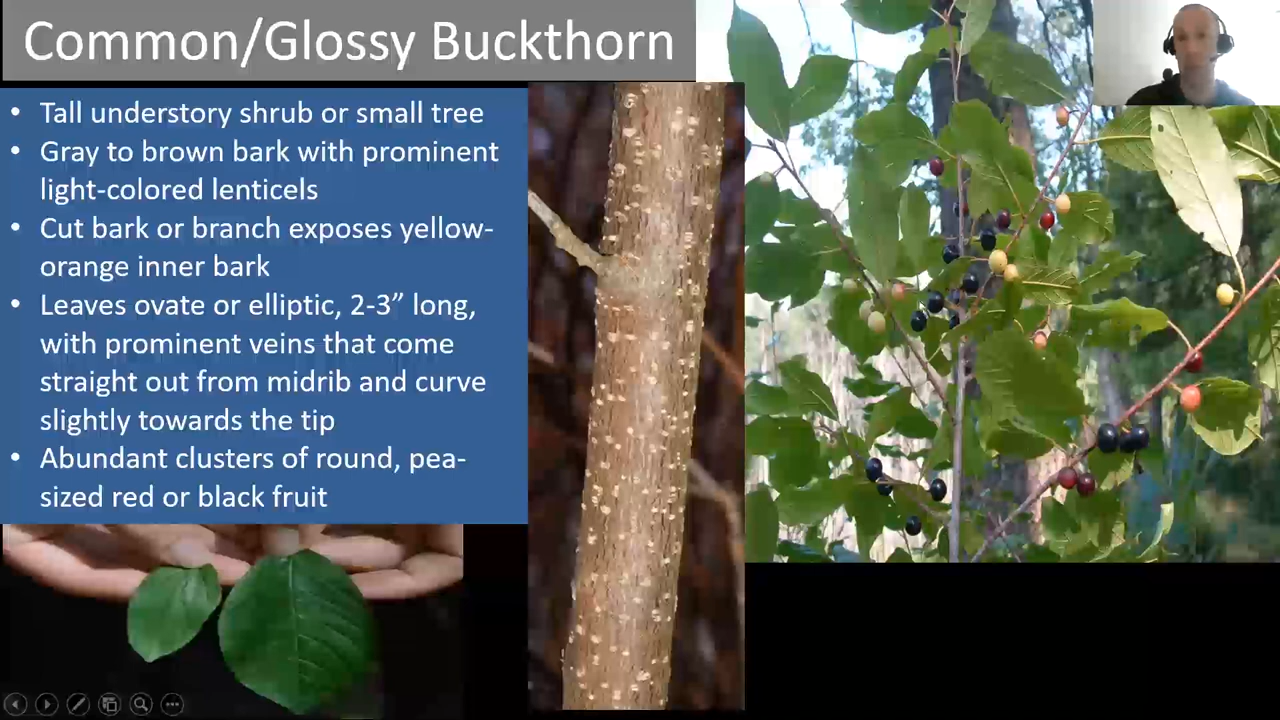 Common/Glossy Buckthorn
• Tall understory shrub or small tree
• Gray to brown bark with prominent
light-colored lenticels
• Cut bark or branch exposes yellow-
orange inner bark
• Leaves ovate or elliptic, 2-3” long,
with prominent veins that come
straight out from midrib and curve
slightly towards the tip
• Abundant clusters of round, pea-
sized red or black fruit